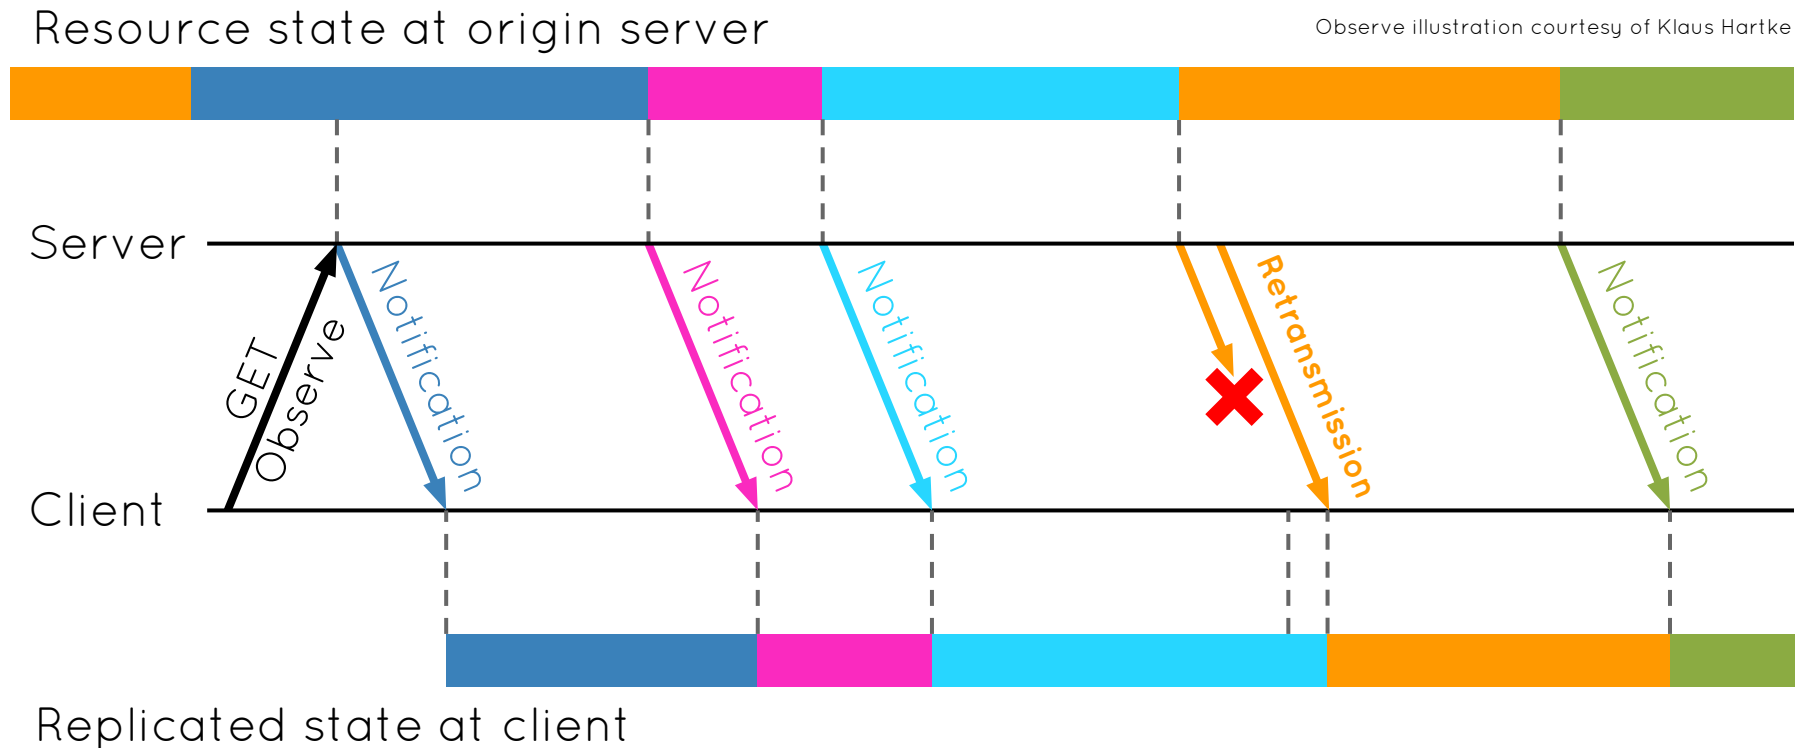 Resource state at origin server
Observe illustration courtesy of Klaus Hartke
Server
GET
Observe
Notification
Notification
Notification
Retransmission
Notification
Client
Replicated state at client